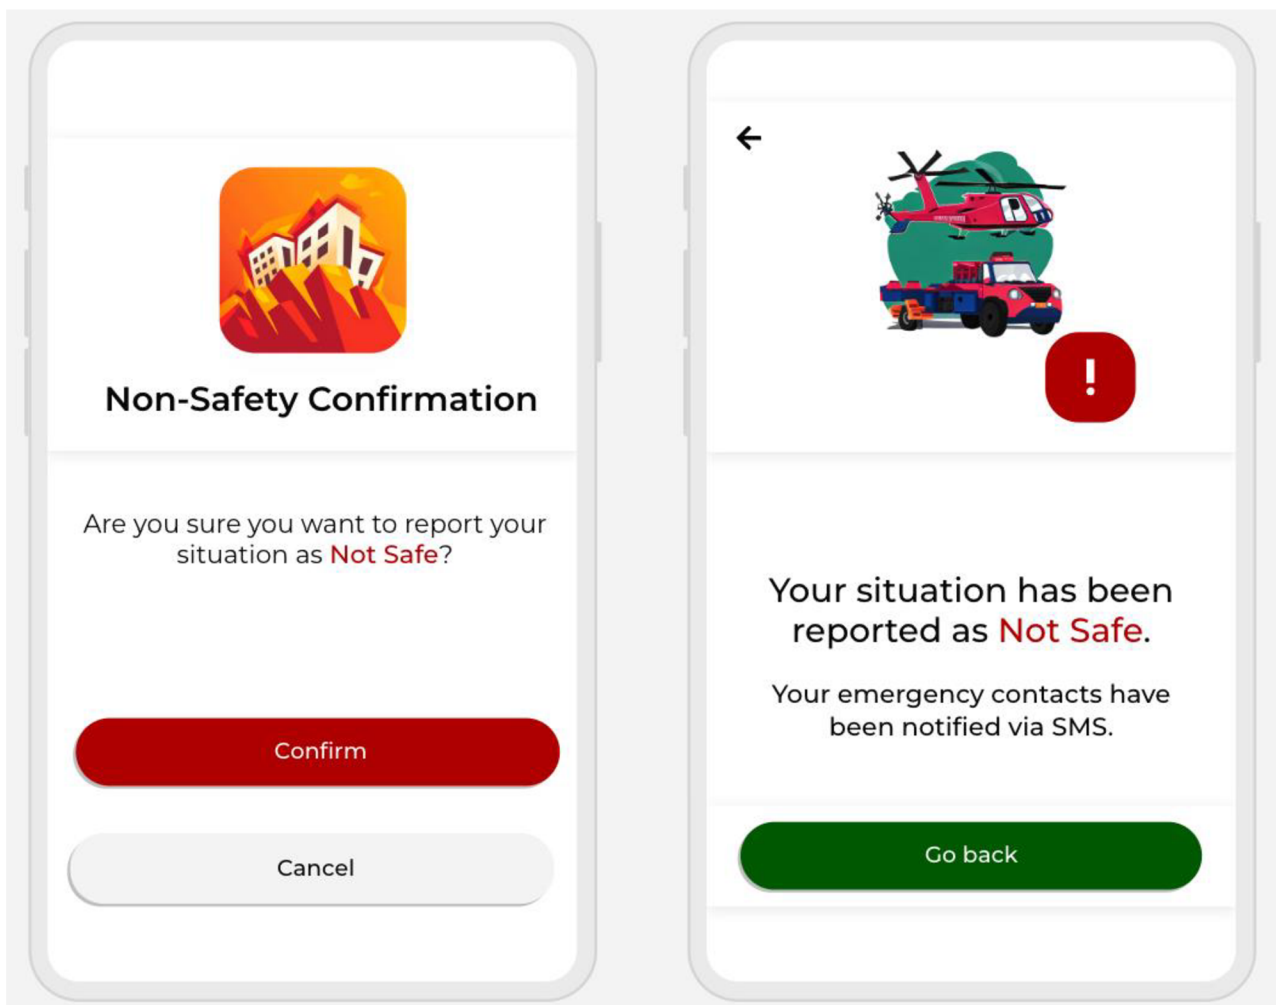 Non-Safety Confirmation
Are you sure you want to report your
situation as Not Safe?
Confirm
Cancel
!
Your situation has been
reported as Not Safe.
Your emergency contacts have
been notified via SMS.
Go back